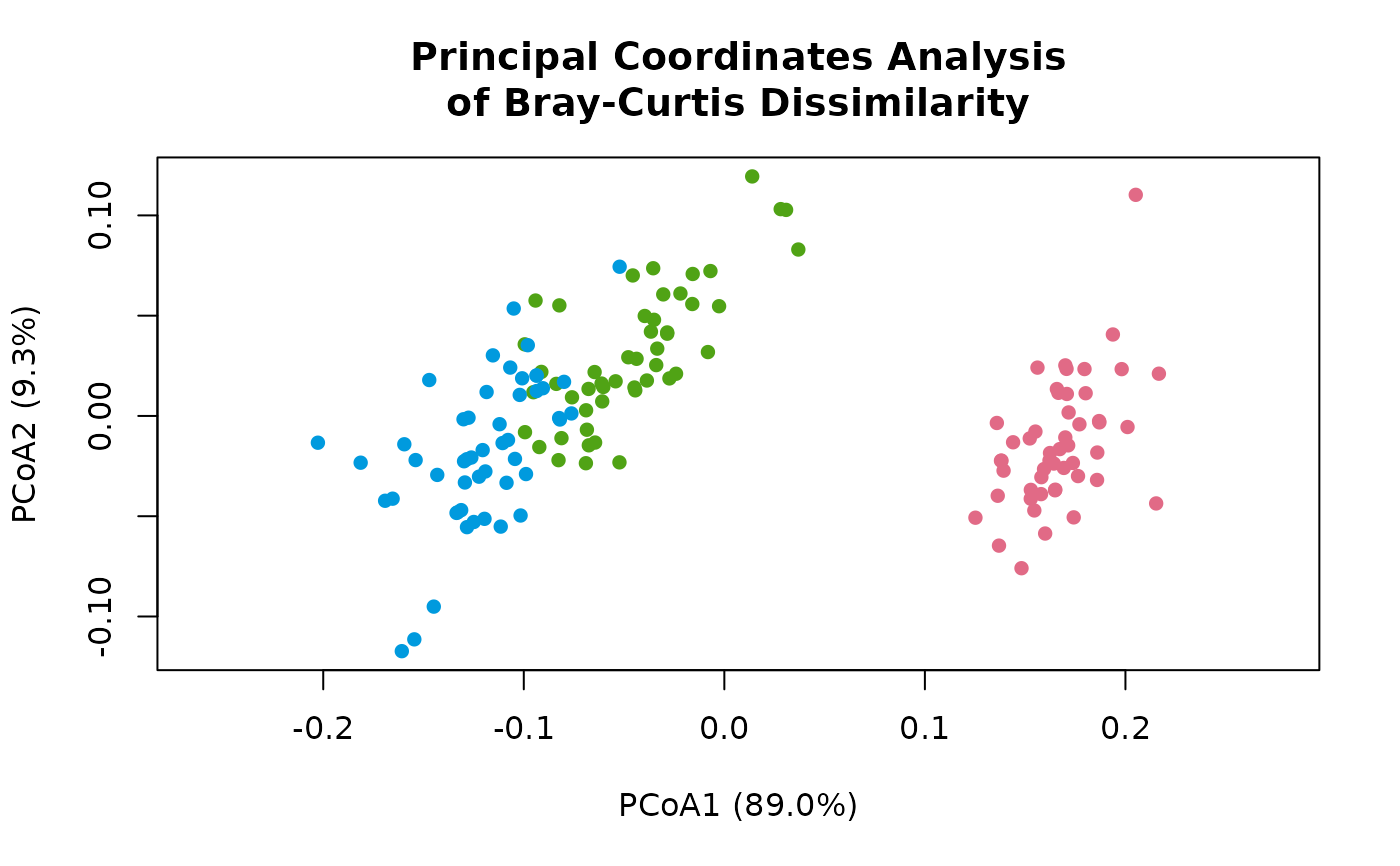 Principal Coordinates Analysis
of Bray-Curtis Dissimilarity
PCoA2 (9.3%)
0.10
0.00
-0.10
-0.2
-0.1
0.0
0.1
0.2
PCoA1 (89.0%)